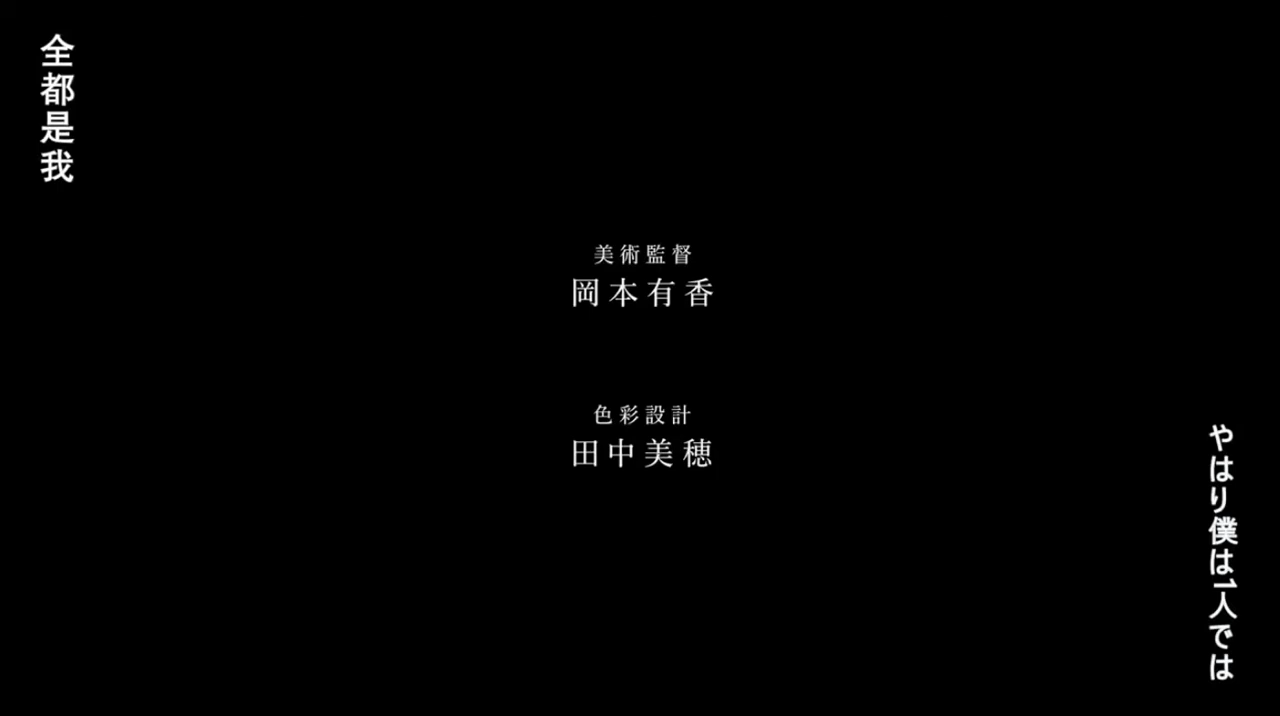 全都是我
美術監督
岡本有香
色彩設計
田中美穂
やはり僕は1人では